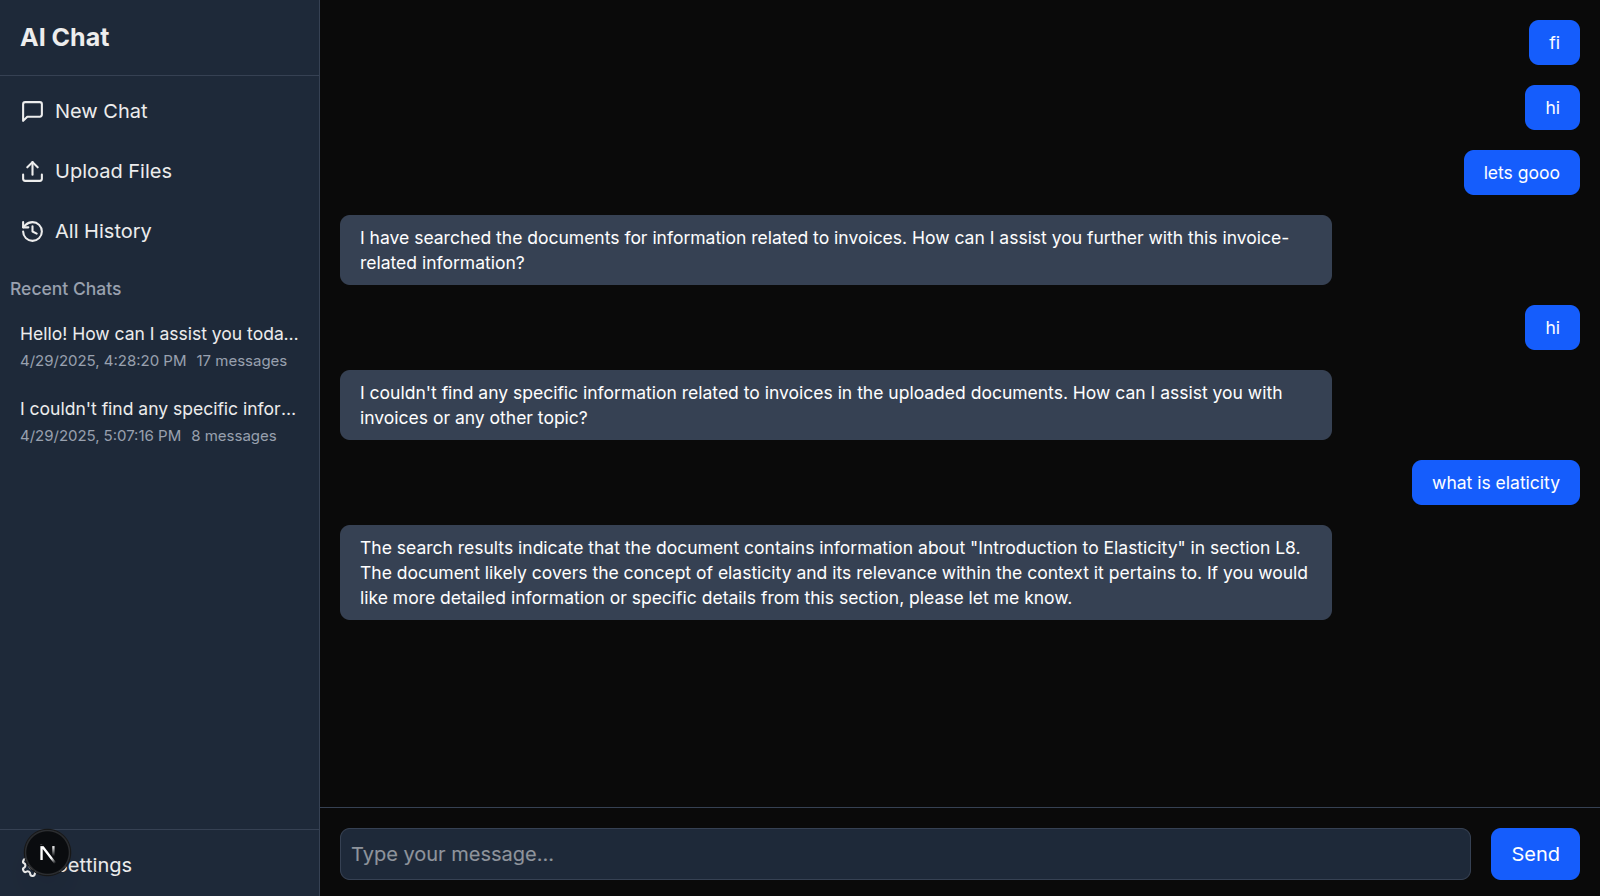 AI Chat
New Chat
Upload Files
All History
Recent Chats
Hello! How can I assist you toda...
4/29/2025, 4:28:20 PM 17 messages
I couldn't find any specific infor...
4/29/2025, 5:07:16 PM 8 messages
N
ettings
fi
hi
lets gooo
I have searched the documents for information related to invoices. How can I assist you further with this invoice-
related information?
hi
I couldn't find any specific information related to invoices in the uploaded documents. How can I assist you with
invoices or any other topic?
what is elaticity
The search results indicate that the document contains information about "Introduction to Elasticity" in section L8.
The document likely covers the concept of elasticity and its relevance within the context it pertains to. If you would
like more detailed information or specific details from this section, please let me know.
Type your message...
Send